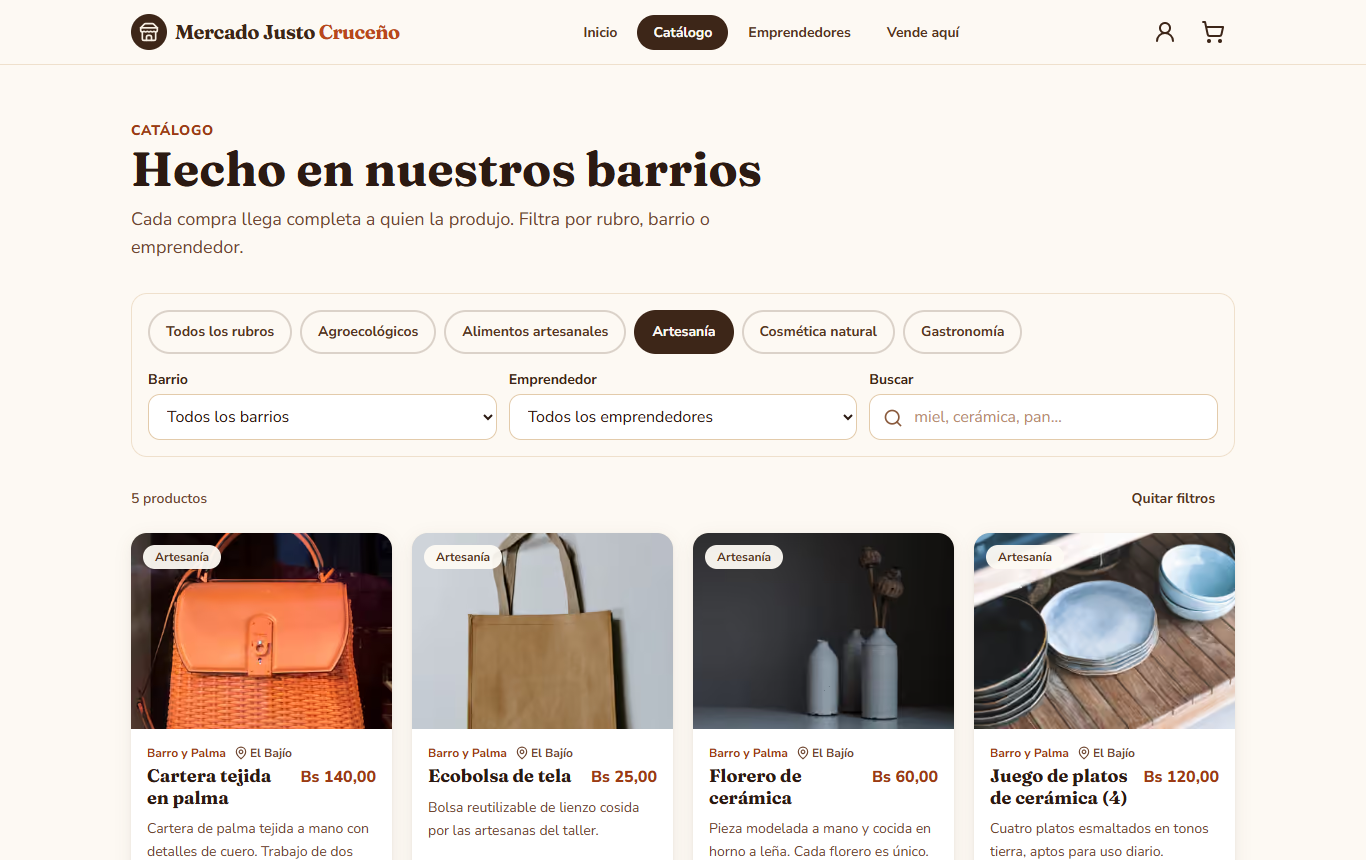 Mercado Justo Cruceño
Inicio
Catálogo
Emprendedores
Vende aquí
CATÁLOGO
Hecho en nuestros barrios
Cada compra llega completa a quien la produjo. Filtra por rubro, barrio o
emprendedor.
Todos los rubros
Agroecológicos
Alimentos artesanales
Artesanía
Cosmética natural
Gastronomía
Barrio
Emprendedor
Buscar
Todos los barrios
Todos los emprendedores
miel, cerámica, pan...
5 productos
Quitar filtros
Artesanía
Artesanía
Artesanía
Artesanía
Barro y Palma El Bajío
Cartera tejida
en palma
Bs 140,00
Cartera de palma tejida a mano con
detalles de cuero. Trabajo de dos
Barro y Palma El Bajío
Ecobolsa de tela
Bs 25,00
Bolsa reutilizable de lienzo cosida
por las artesanas del taller.
Barro y Palma El Bajío
Florero de
cerámica
Bs 60,00
Pieza modelada a mano y cocida en
horno a leña. Cada florero es único.
Barro y Palma El Bajío
Juego de platos
de cerámica (4)
Bs 120,00
Cuatro platos esmaltados en tonos
tierra, aptos para uso diario.